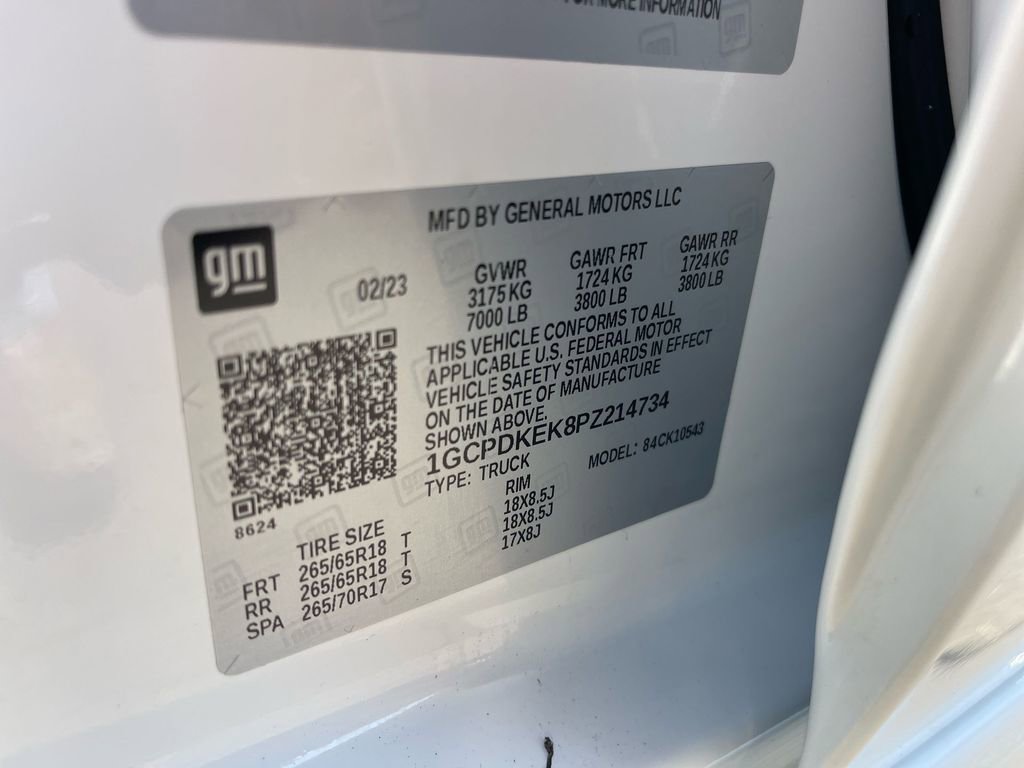 FOR MORE INFORMATION
gm
MFD BY GENERAL MOTORS LLC
02/23
GVWR GAWR FRT GAWR RR
3175 KG 1724 KG 1724 KG
7000 LB 3800 LB 3800 LB
THIS VEHICLE CONFORMS TO ALL
APPLICABLE U.S. FEDERAL MOTOR
VEHICLE SAFETY STANDARDS IN EFFECT
ON THE DATE OF MANUFACTURE
SHOWN ABOVE.
1GCPDKEK8PZ214734
TYPE: TRUCK MODEL: 84CK10543
8624
TIRE SIZE RIM
FRT 265/65R18 T 18X8.5J
RR 265/65R18 T 18X8.5J
SPA 265/70R17 S 17X8J